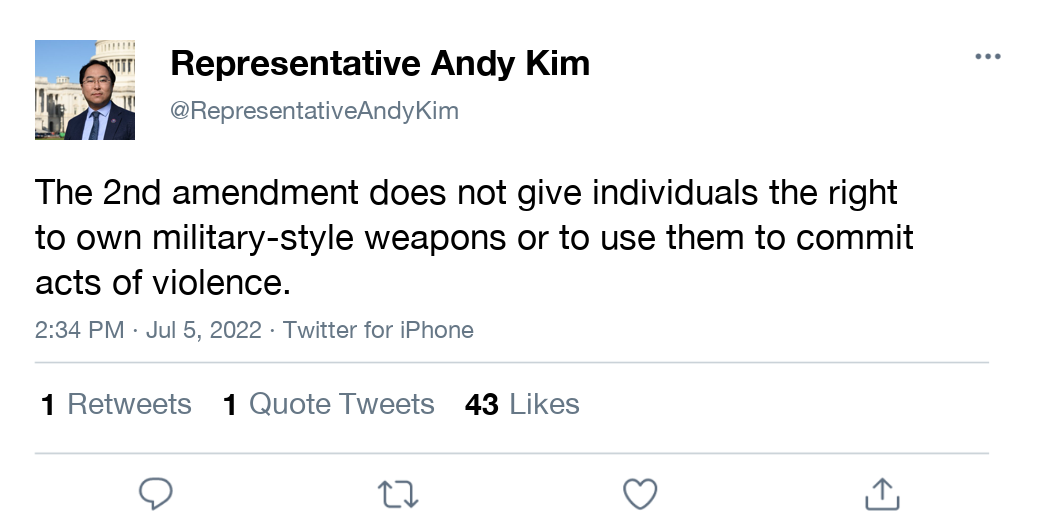 Representative Andy Kim
@RepresentativeAndyKim
The 2nd amendment does not give individuals the right
to own military-style weapons or to use them to commit
acts of violence.
2:34 PM · Jul 5, 2022 · Twitter for iPhone
1 Retweets 1 Quote Tweets 43 Likes